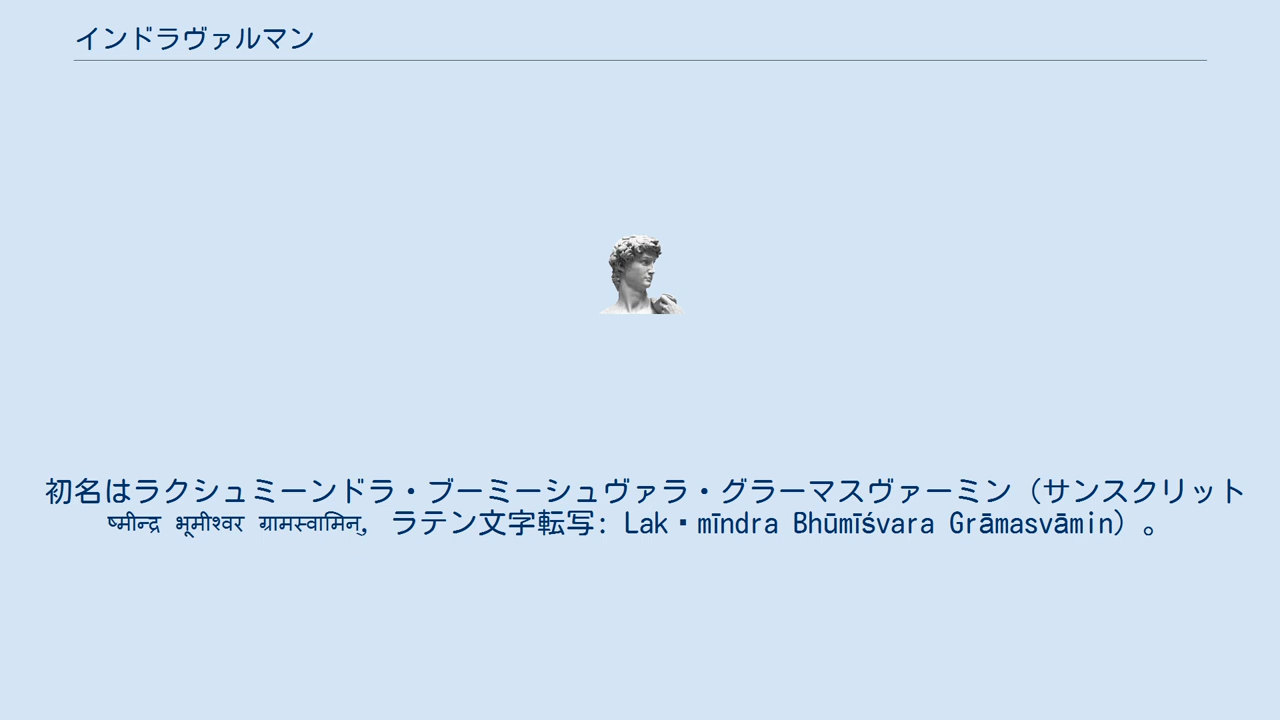 インドラヴァルマン
初名はラクシュミーンドラ・ブーミーシュヴァラ・グラーマスヴァーミン（サンスクリット
ष्मीन्द्र भूमीश्वर ग्रामस्वामिन्, ラテン文字転写: Lak・mīndra Bhūmīśvara Grāmasvāmin）。